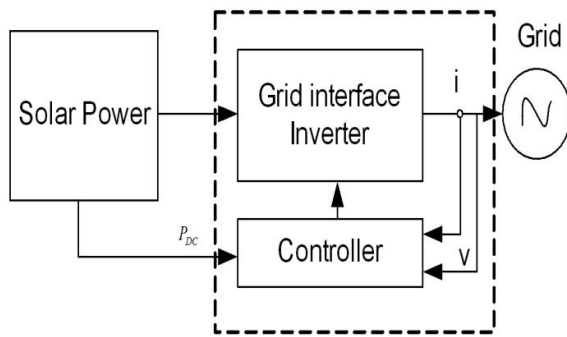 Solar Power
Grid interface
Inverter
i
Grid
P_DC
Controller
v